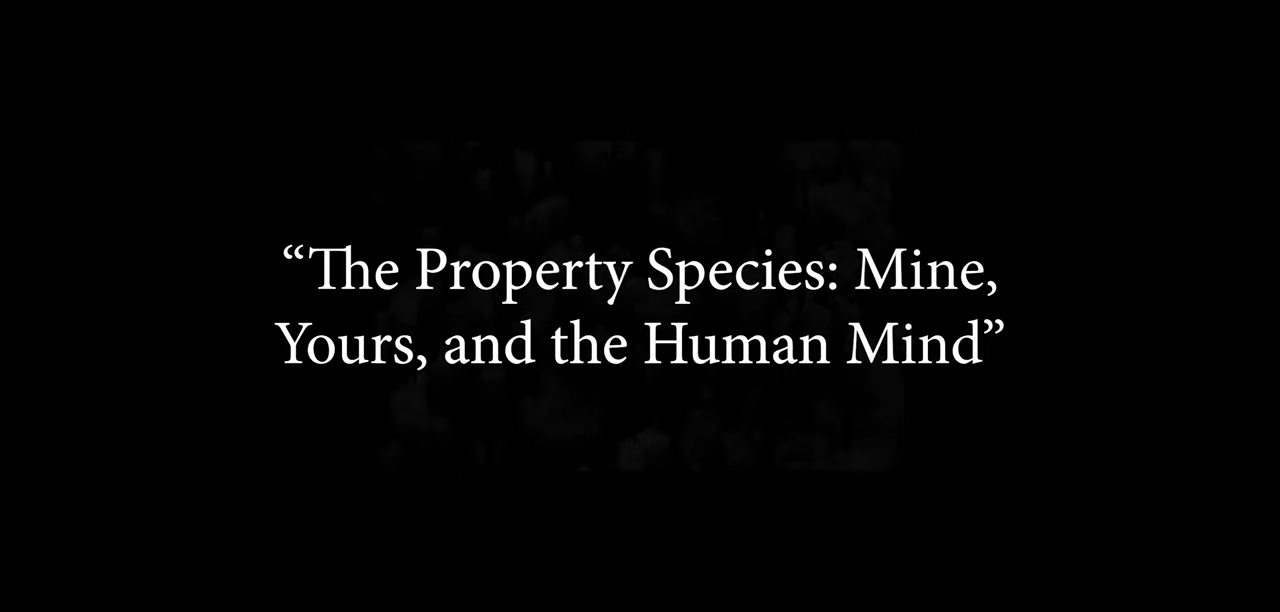 “The Property Species: Mine,
Yours, and the Human Mind”